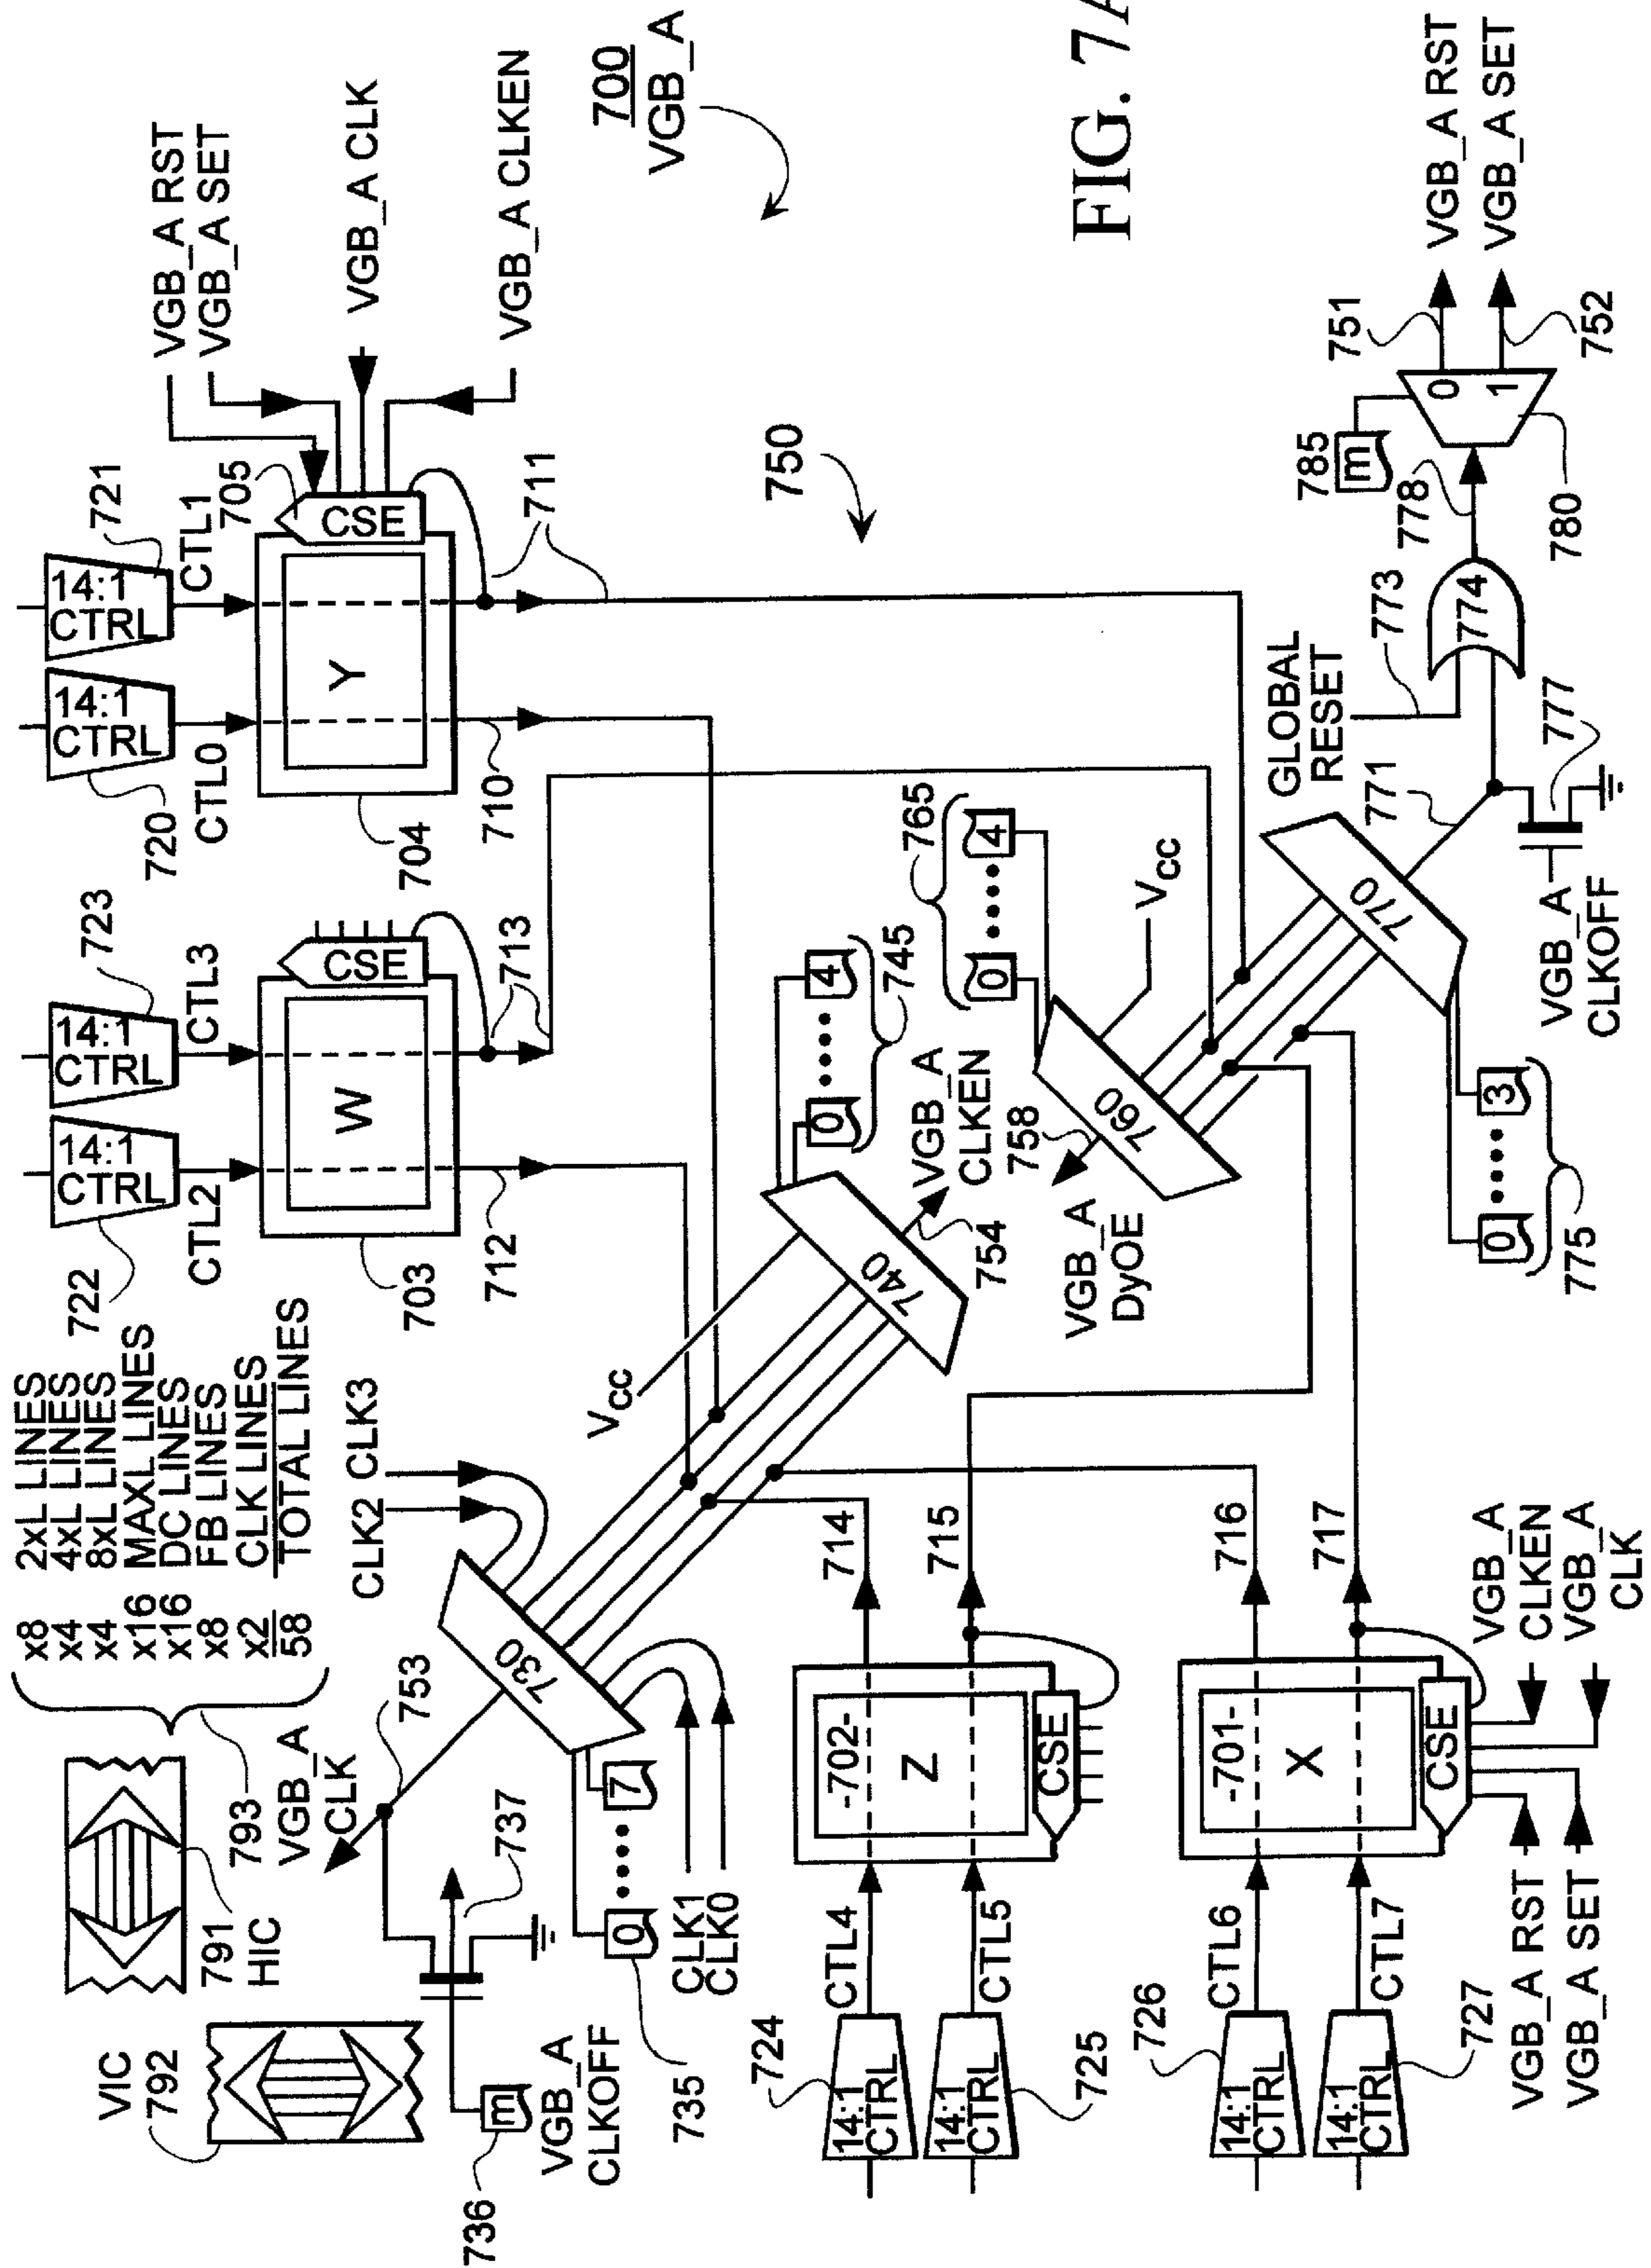 VIC
792
791
HIC
x8 2xL LINES
x4 4xL LINES
x4 8xL LINES
x16 MAXL LINES
x16 DC LINES
x8 FB LINES
x2 CLK LINES
58 TOTAL LINES
793
722
14:1
CTRL
CTL2
723
14:1
CTRL
CTL3
W
CSE
703
712
713
720
14:1
CTRL
CTL0
721
14:1
CTRL
CTL1
Y
CSE
705
704
710
711
VGB_A RST
VGB_A SET
VGB_A CLK
VGB_A CLKEN
700
VGB_A
736
m
VGB_A
CLKOFF
737
VGB_A
CLK
753
735
0
7
CLK1
CLK0
730
CLK2
CLK3
VCC
740
0
4
745
VGB_A
CLKEN
754
750
724
14:1
CTRL
CTL4
725
14:1
CTRL
CTL5
-702-
Z
CSE
714
715
726
14:1
CTRL
CTL6
727
14:1
CTRL
CTL7
-701-
X
CSE
716
717
VGB_A RST
VGB_A SET
VGB_A
CLKEN
VGB_A
CLK
VGB_A
DyOE
758
760
0
4
765
VCC
770
0
3
775
771
VGB_A
CLKOFF
777
GLOBAL
RESET
773
774
778
785
m
780
0
1
751
752
VGB_A RST
VGB_A SET
FIG. 7A